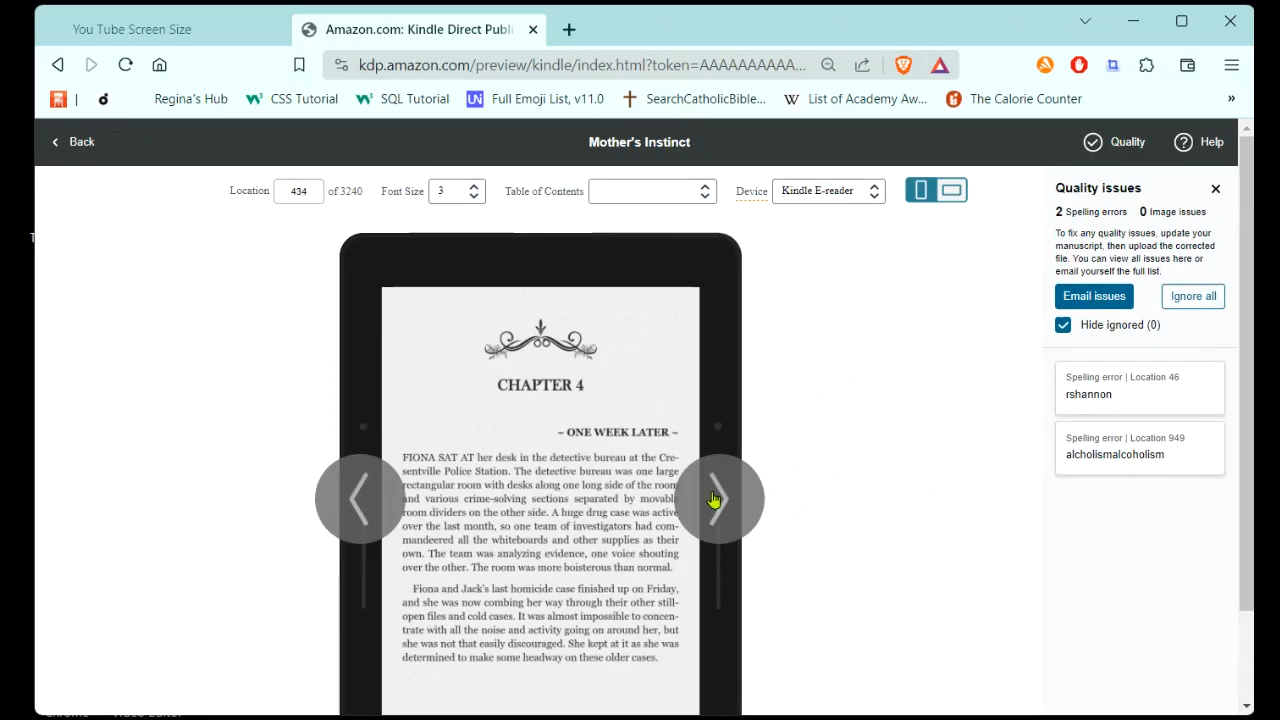 You Tube Screen Size
Amazon.com: Kindle Direct Publi
kdp.amazon.com/preview/kindle/index.html?token=AAAAAAAAAA...
Regina's Hub
CSS Tutorial
SQL Tutorial
Full Emoji List, v11.0
SearchCatholicBible...
List of Academy Aw...
The Calorie Counter
»
Back
Mother's Instinct
Quality
Help
Location 434 of 3240
Font Size 3
Table of Contents
Device Kindle E-reader
CHAPTER 4
~ ONE WEEK LATER ~
FIONA SAT AT her desk in the detective bureau at the Cre-
sentville Police Station. The detective bureau was one large
rectangular room with desks along one long side of the room
and various crime-solving sections separated by movable
room dividers on the other side. A huge drug case was active
over the last month, so one team of investigators had com-
mandeered all the whiteboards and other supplies as their
own. The team was analyzing evidence, one voice shouting
over the other. The room was more boisterous than normal.
Fiona and Jack's last homicide case finished up on Friday,
and she was now combing her way through their other still-
open files and cold cases. It was almost impossible to concen-
trate with all the noise and activity going on around her, but
she was not that easily discouraged. She kept at it as she was
determined to make some headway on these older cases.
Quality issues
2 Spelling errors 0 Image issues
To fix any quality issues, update your
manuscript, then upload the corrected
file. You can view all issues here or
email yourself the full list.
Email issues
Ignore all
Hide ignored (0)
Spelling error | Location 46
rshannon
Spelling error | Location 949
alcholismalcoholism